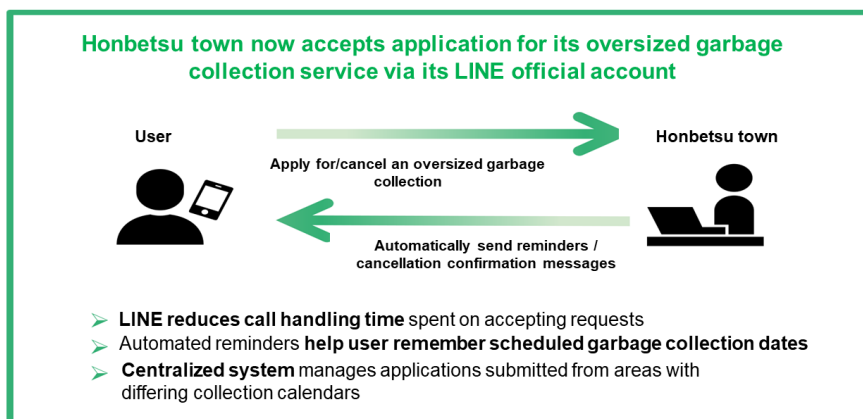 Honbetsu town now accepts application for its oversized garbage
collection service via its LINE official account
User
Honbetsu town
Apply for/cancel an oversized garbage
collection
Automatically send reminders /
cancellation confirmation messages
LINE reduces call handling time spent on accepting requests
Automated reminders help user remember scheduled garbage collection dates
Centralized system manages applications submitted from areas with
differing collection calendars